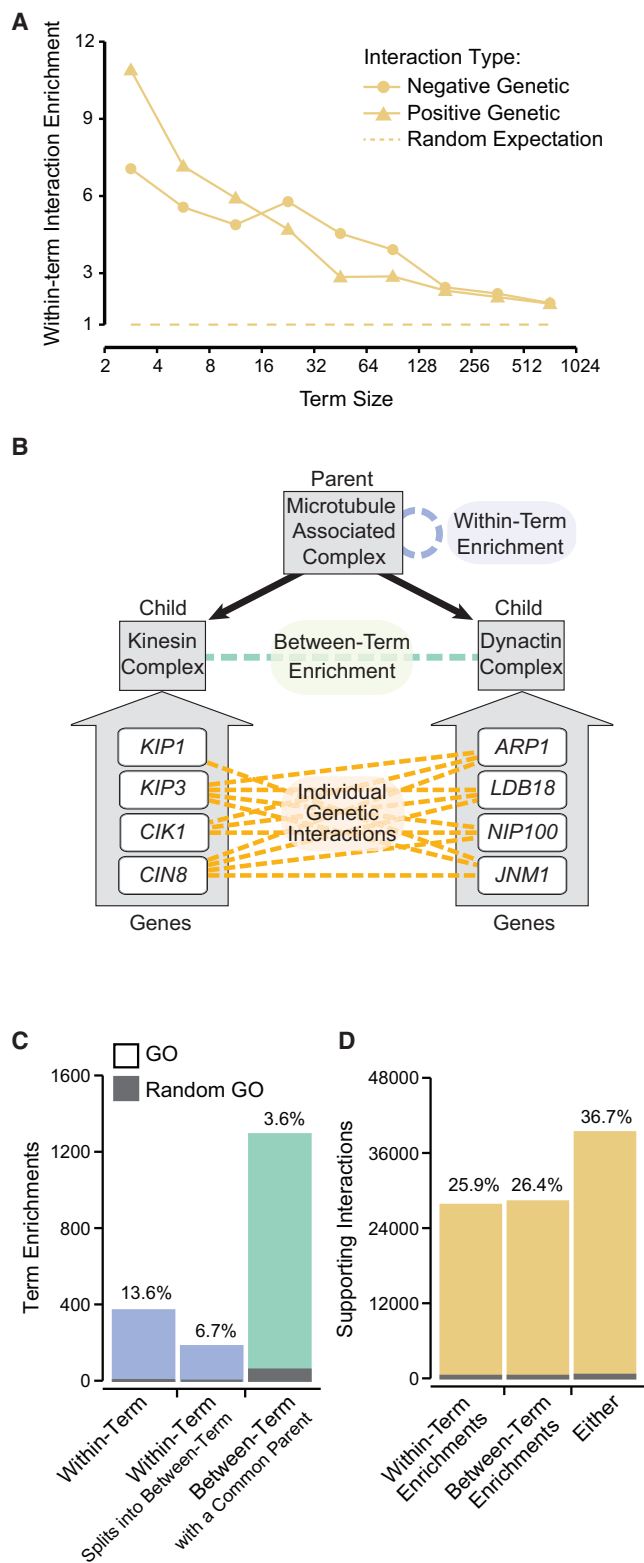 A
12
9
6
3
1
Within-term Interaction Enrichment
Interaction Type:
Negative Genetic
Positive Genetic
Random Expectation
2 4 8 16 32 64 128 256 512 1024
Term Size
B
Parent
Microtubule
Associated
Complex
Within-Term
Enrichment
Child
Kinesin
Complex
Between-Term
Enrichment
Child
Dynactin
Complex
KIP1
KIP3
CIK1
CIN8
Individual
Genetic
Interactions
ARP1
LDB18
NIP100
JNM1
Genes
Genes
C
GO
Random GO
1600
1200
800
400
0
Term Enrichments
13.6%
6.7%
3.6%
Within-Term
Within-Term
Splits into Between-Term
Between-Term
with a Common Parent
D
48000
36000
24000
12000
0
Supporting Interactions
25.9%
26.4%
36.7%
Within-Term
Enrichments
Between-Term
Enrichments
Either